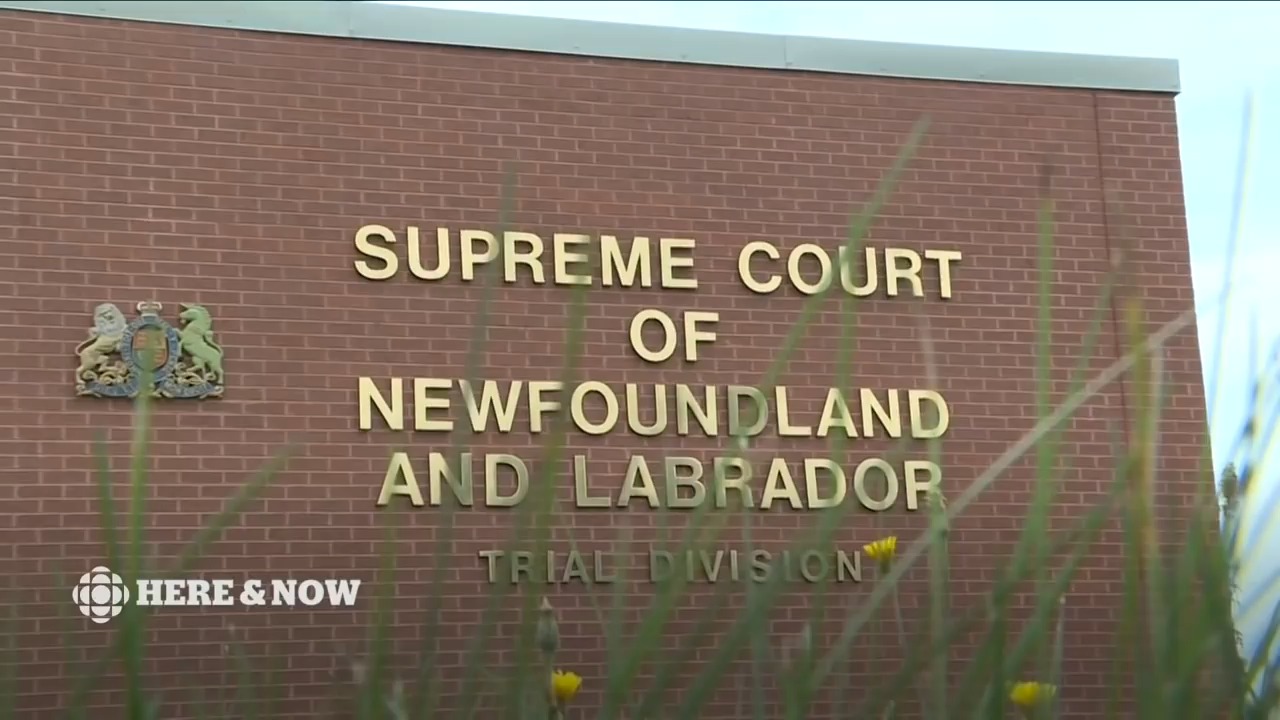 SUPREME COURT
OF
NEWFOUNDLAND
AND LABRADOR
TRIAL DIVISION
HERE & NOW